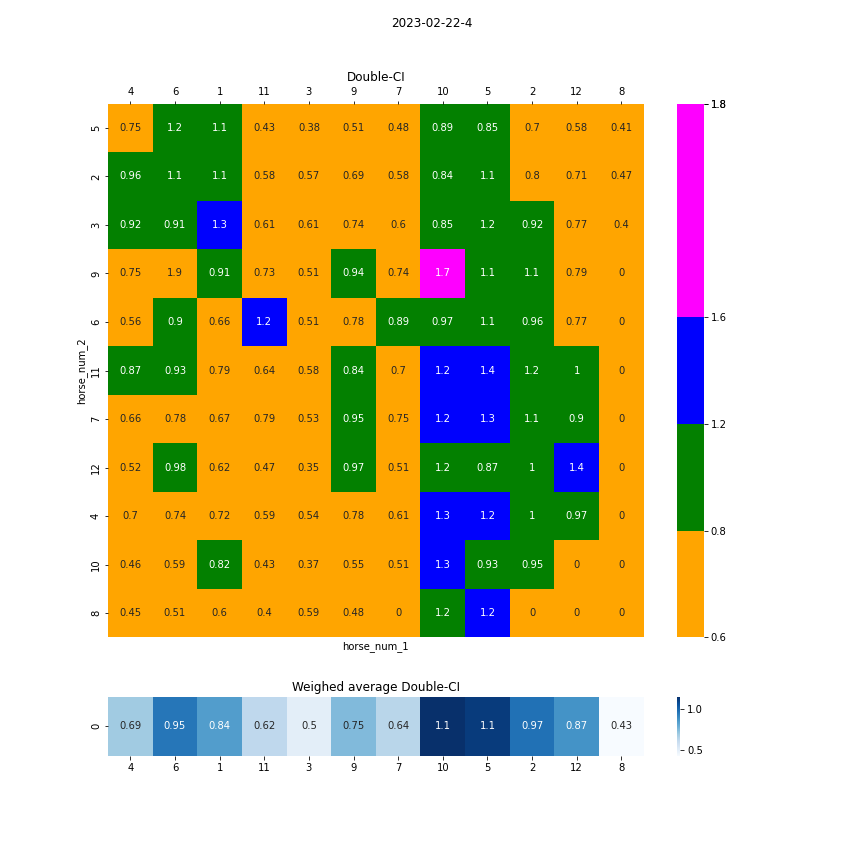 2023-02-22-4
Double-CI
4 6 1 11 3 9 7 10 5 2 12 8
5 0.75 1.2 1.1 0.43 0.38 0.51 0.48 0.89 0.85 0.7 0.58 0.41
2 0.96 1.1 1.1 0.58 0.57 0.69 0.58 0.84 1.1 0.8 0.71 0.47
3 0.92 0.91 1.3 0.61 0.61 0.74 0.6 0.85 1.2 0.92 0.77 0.4
9 0.75 1.9 0.91 0.73 0.51 0.94 0.74 1.7 1.1 1.1 0.79 0
6 0.56 0.9 0.66 1.2 0.51 0.78 0.89 0.97 1.1 0.96 0.77 0
11 0.87 0.93 0.79 0.64 0.58 0.84 0.7 1.2 1.4 1.2 1 0
7 0.66 0.78 0.67 0.79 0.53 0.95 0.75 1.2 1.3 1.1 0.9 0
12 0.52 0.98 0.62 0.47 0.35 0.97 0.51 1.2 0.87 1 1.4 0
4 0.7 0.74 0.72 0.59 0.54 0.78 0.61 1.3 1.2 1 0.97 0
10 0.46 0.59 0.82 0.43 0.37 0.55 0.51 1.3 0.93 0.95 0 0
8 0.45 0.51 0.6 0.4 0.59 0.48 0 1.2 1.2 0 0 0
horse_num_2
horse_num_1
1.8
1.6
1.2
0.8
0.6
Weighed average Double-CI
0 0.69 0.95 0.84 0.62 0.5 0.75 0.64 1.1 1.1 0.97 0.87 0.43
4 6 1 11 3 9 7 10 5 2 12 8
1.0
0.5